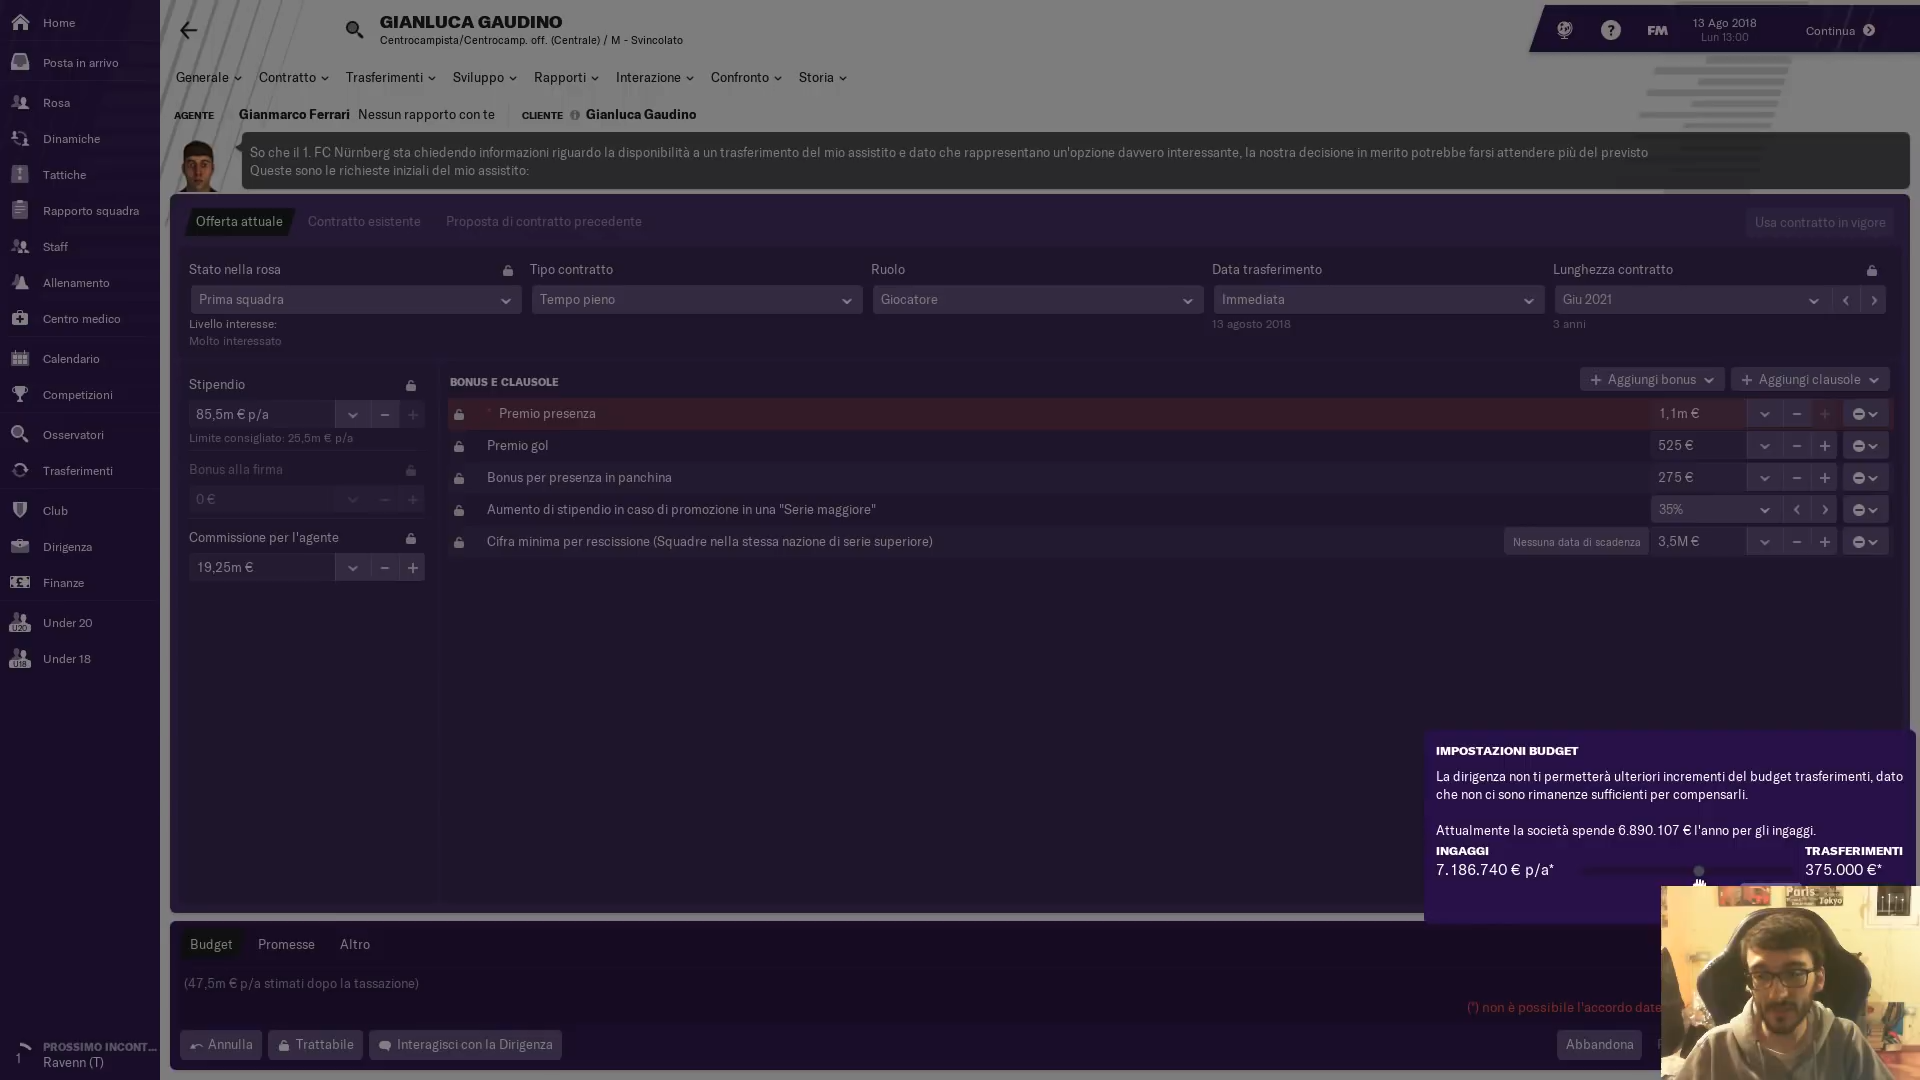 Home
Posta in arrivo
Rosa
Dinamiche
Tattiche
Rapporto squadra
Staff
Allenamento
Centro medico
Calendario
Competizioni
Osservatori
Trasferimenti
Club
Dirigenza
Finanze
U20 Under 20
U18 Under 18
1 PROSSIMO INCONT...
Ravenn (T)
GIANLUCA GAUDINO
Centrocampista/Centrocamp. off. (Centrale) / M - Svincolato
FM
13 Ago 2018
Lun 13:00
Continua
Generale Contratto Trasferimenti Sviluppo Rapporti Interazione Confronto Storia
AGENTE Gianmarco Ferrari Nessun rapporto con te CLIENTE Gianluca Gaudino
So che il 1. FC Nürnberg sta chiedendo informazioni riguardo la disponibilità a un trasferimento del mio assistito e dato che rappresentano un'opzione davvero interessante, la nostra decisione in merito potrebbe farsi attendere più del previsto
Queste sono le richieste iniziali del mio assistito:
Offerta attuale Contratto esistente Proposta di contratto precedente Usa contratto in vigore
Stato nella rosa Tipo contratto Ruolo Data trasferimento Lunghezza contratto
Prima squadra Tempo pieno Giocatore Immediata Giu 2021
Livello interesse: 13 agosto 2018 3 anni
Molto interessato
Stipendio
85,5m € p/a
Limite consigliato: 25,5m € p/a
Bonus alla firma
0 €
Commissione per l'agente
19,25m €
BONUS E CLAUSOLE + Aggiungi bonus + Aggiungi clausole
* Premio presenza 1,1m €
Premio gol 525 €
Bonus per presenza in panchina 275 €
Aumento di stipendio in caso di promozione in una "Serie maggiore" 35%
Cifra minima per rescissione (Squadre nella stessa nazione di serie superiore) Nessuna data di scadenza 3,5M €
IMPOSTAZIONI BUDGET
La dirigenza non ti permetterà ulteriori incrementi del budget trasferimenti, dato
che non ci sono rimanenze sufficienti per compensarli.
Attualmente la società spende 6.890.107 € l'anno per gli ingaggi.
INGAGGI TRASFERIMENTI
7.186.740 € p/a* 375.000 €*
Paris
Tokyo
Budget Promesse Altro
(47,5m € p/a stimati dopo la tassazione)
(*) non è possibile l'accordo date
Annulla Trattabile Interagisci con la Dirigenza Abbandona